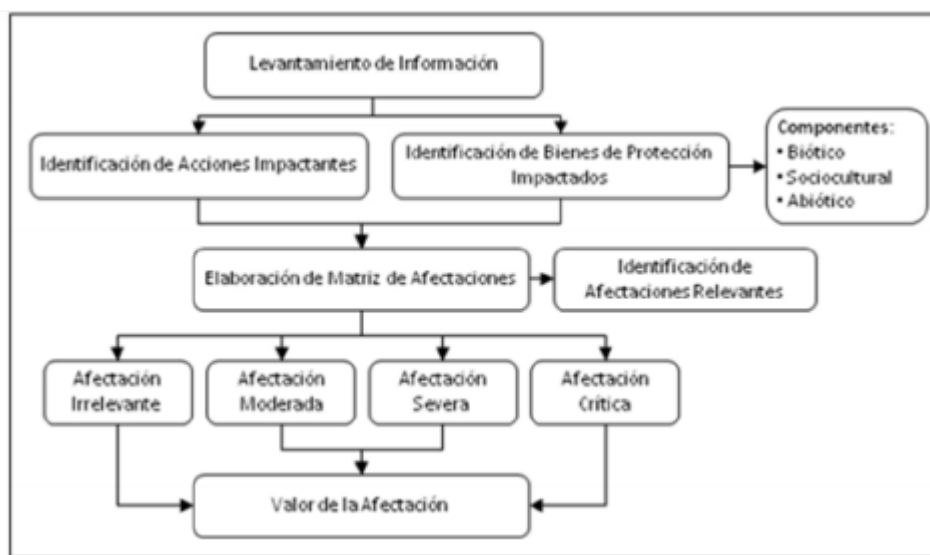 Levantamiento de Información
Identificación de Acciones Impactantes
Identificación de Bienes de Protección
Impactados
Componentes:
• Biótico
• Sociocultural
• Abiótico
Elaboración de Matriz de Afectaciones
Identificación de
Afectaciones Relevantes
Afectación
Irrelevante
Afectación
Moderada
Afectación
Severa
Afectación
Crítica
Valor de la Afectación